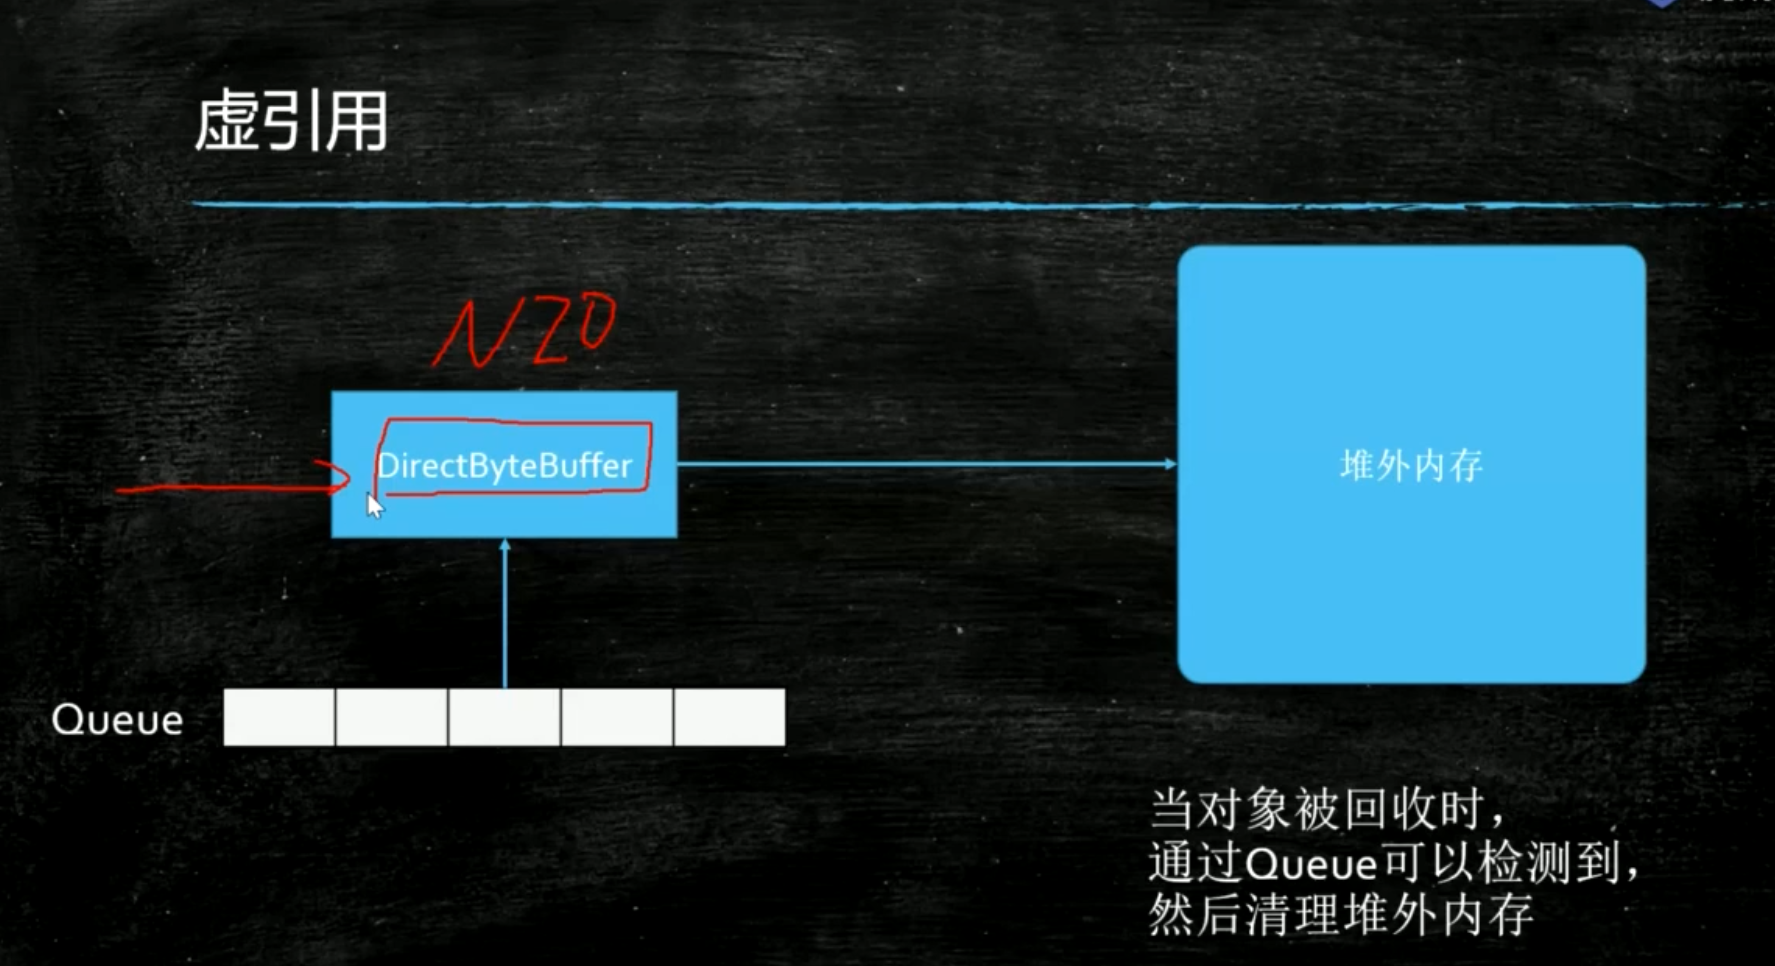 虚引用
NIO
DirectByteBuffer
堆外内存
Queue
当对象被回收时，
通过Queue可以检测到，
然后清理堆外内存